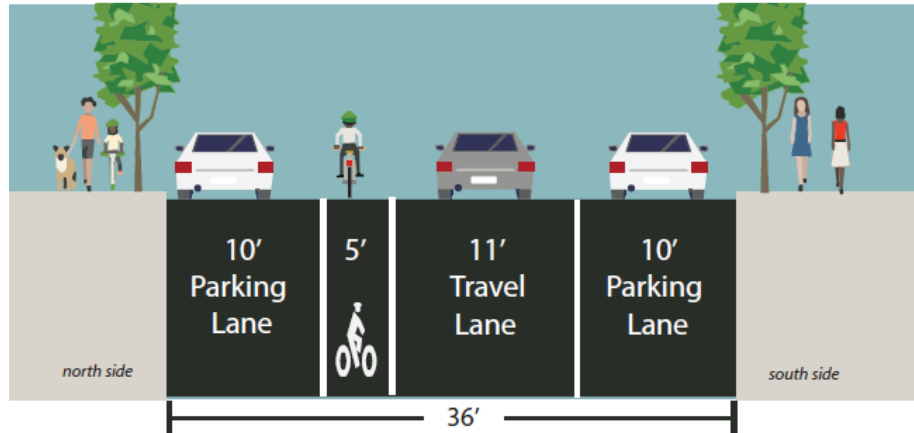 10’
Parking
Lane
5’
11’
Travel
Lane
10’
Parking
Lane
north side
south side
36’